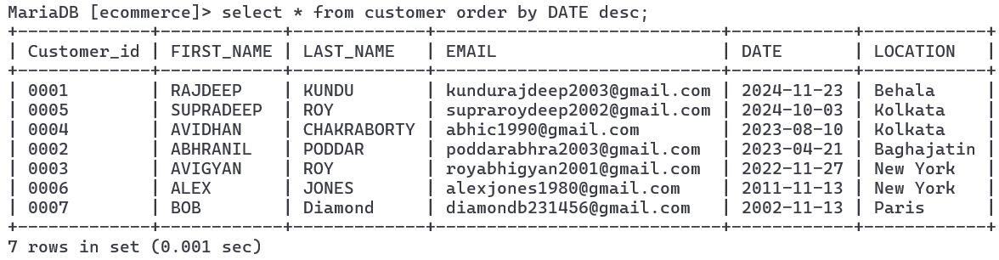 MariaDB [ecommerce]> select * from customer order by DATE desc;
+-------------+------------+-------------+-----------------------------+------------+------------+
| Customer_id | FIRST_NAME | LAST_NAME   | EMAIL                       | DATE       | LOCATION   |
+-------------+------------+-------------+-----------------------------+------------+------------+
| 0001        | RAJDEEP    | KUNDU       | kundurajdeep2003@gmail.com  | 2024-11-23 | Behala     |
| 0005        | SUPRADEEP  | ROY         | supraroydeep2002@gmail.com  | 2024-10-03 | Kolkata    |
| 0004        | AVIDHAN    | CHAKRABORTY | abhic1990@gmail.com         | 2023-08-10 | Kolkata    |
| 0002        | ABHRANIL   | PODDAR      | poddarabhra2003@gmail.com   | 2023-04-21 | Baghajatin |
| 0003        | AVIGYAN    | ROY         | royabhigyan2001@gmail.com   | 2022-11-27 | New York   |
| 0006        | ALEX       | JONES       | alexjones1980@gmail.com     | 2011-11-13 | New York   |
| 0007        | BOB        | Diamond     | diamondb231456@gmail.com    | 2002-11-13 | Paris      |
+-------------+------------+-------------+-----------------------------+------------+------------+
7 rows in set (0.001 sec)